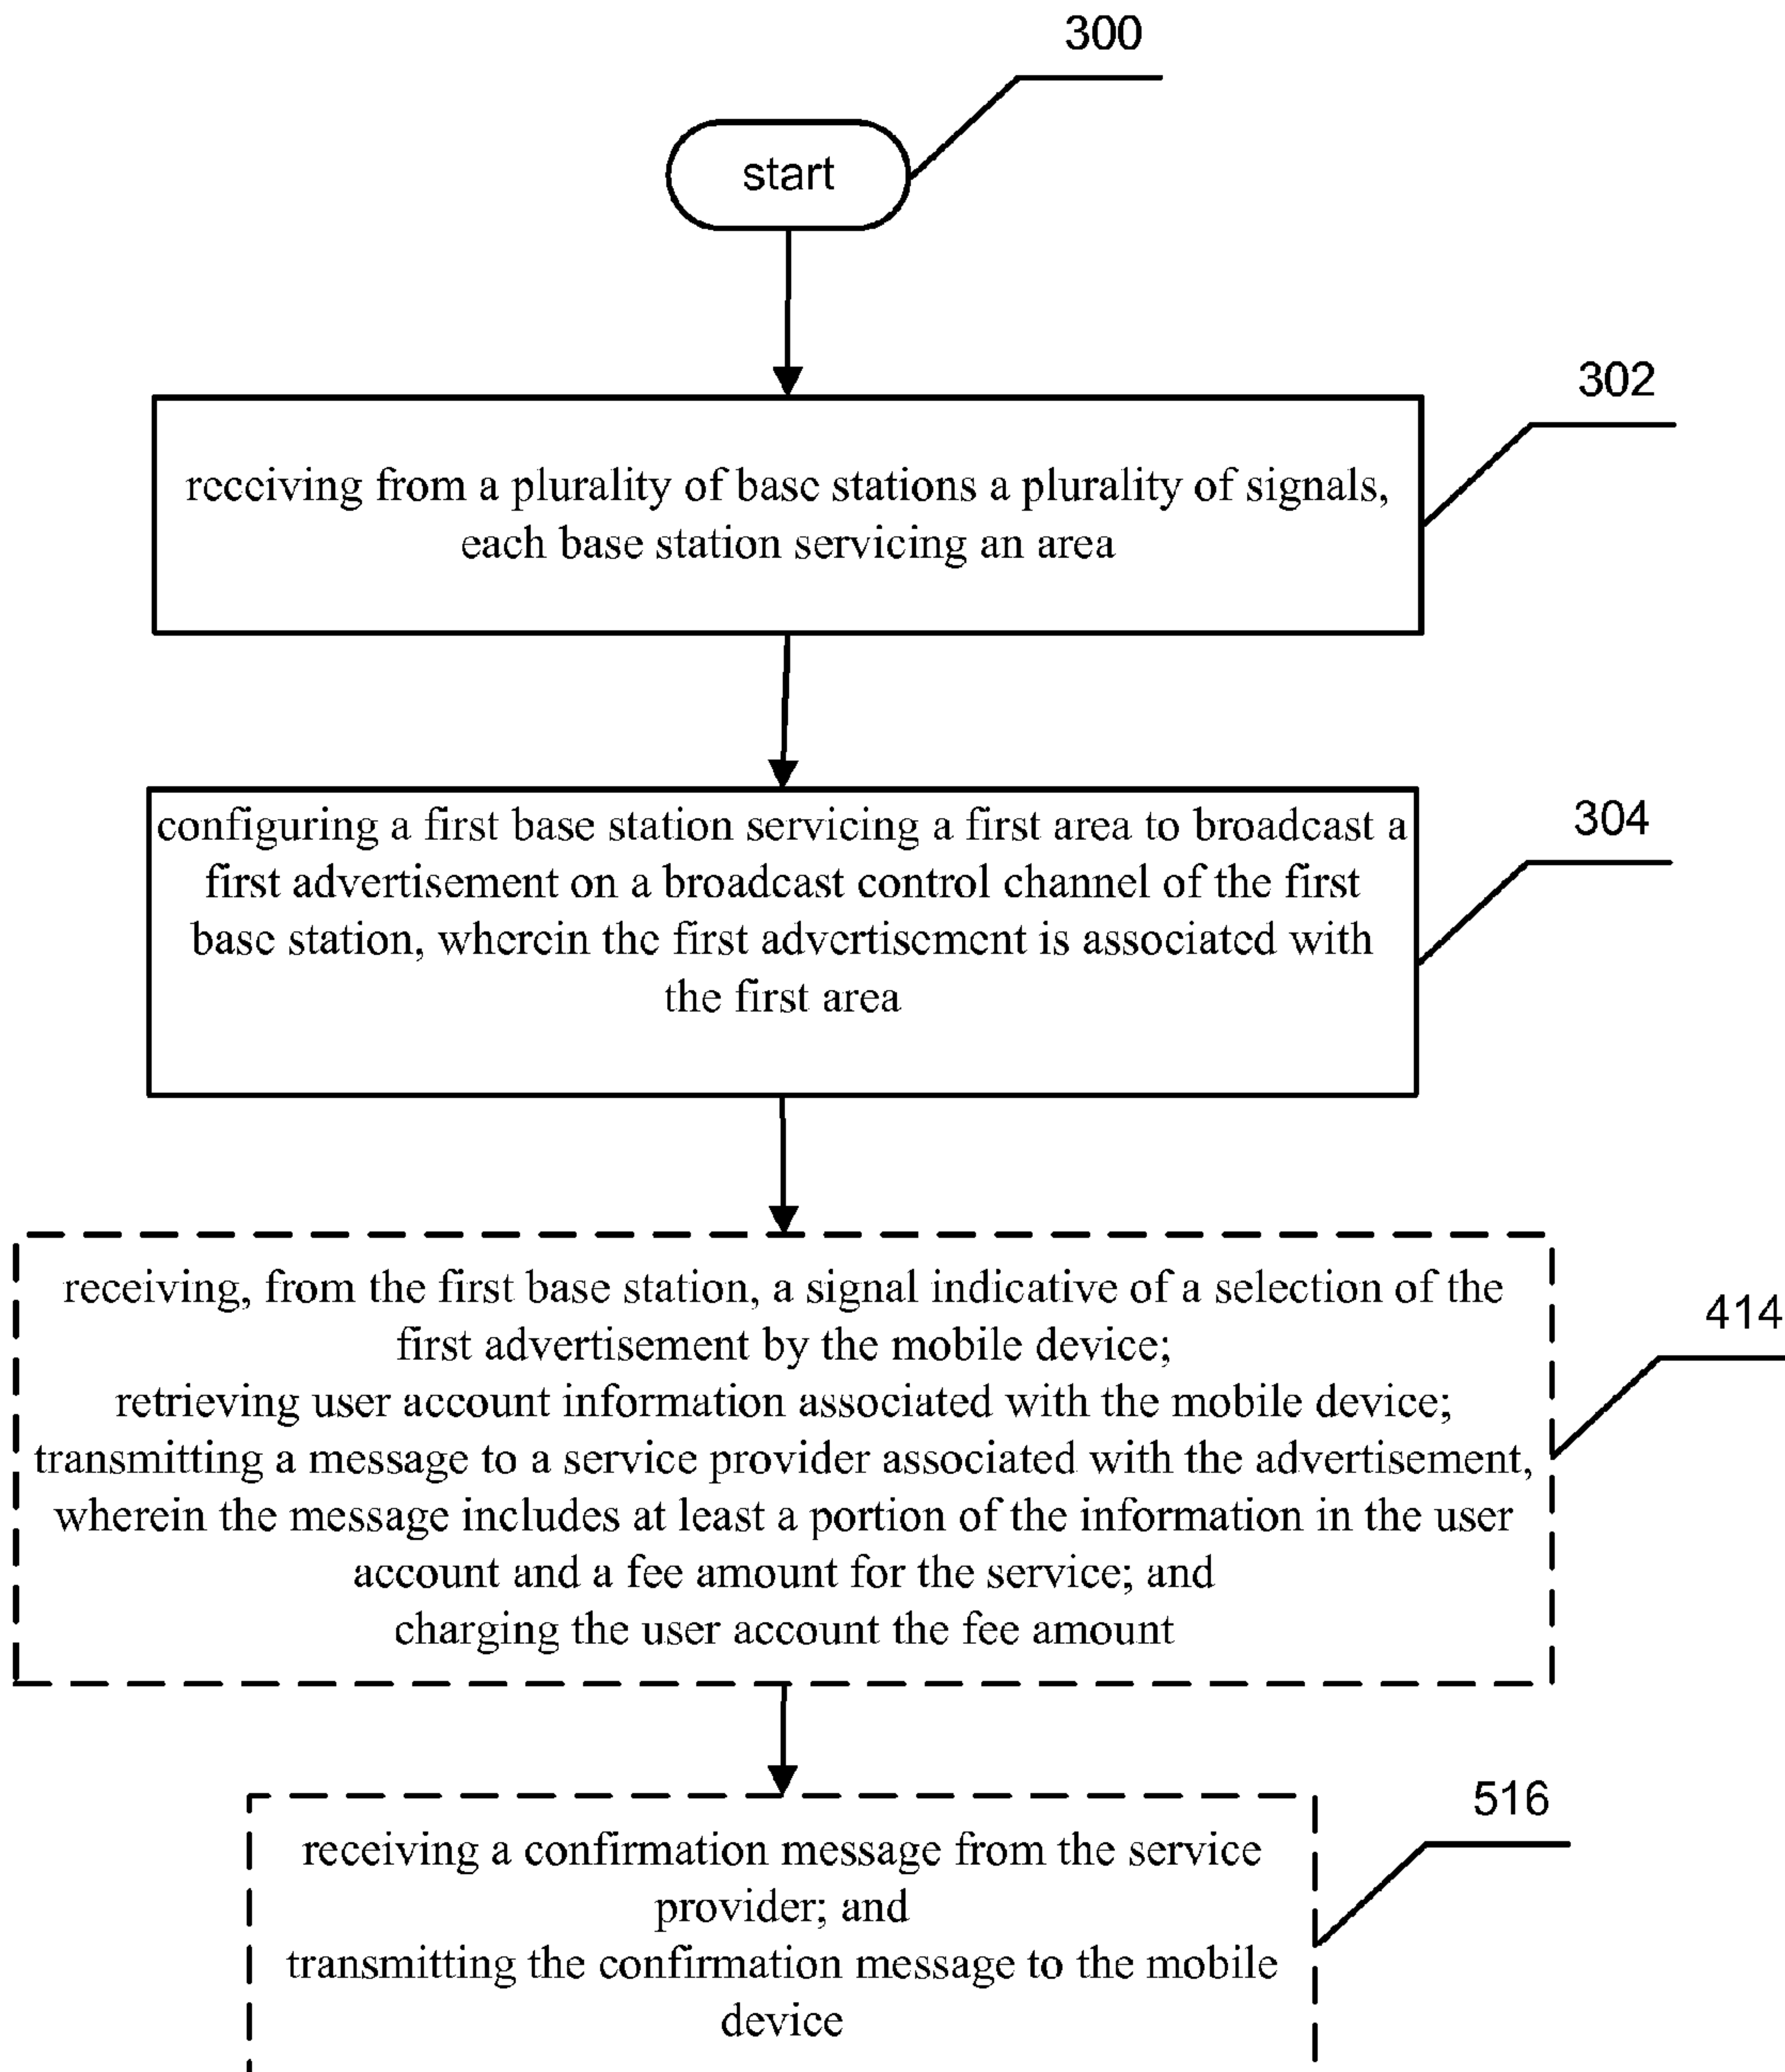 300
start
302
receiving from a plurality of base stations a plurality of signals,
each base station servicing an area
304
configuring a first base station servicing a first area to broadcast a
first advertisement on a broadcast control channel of the first
base station, wherein the first advertisement is associated with
the first area
414
receiving, from the first base station, a signal indicative of a selection of the
first advertisement by the mobile device;
retrieving user account information associated with the mobile device;
transmitting a message to a service provider associated with the advertisement,
wherein the message includes at least a portion of the information in the user
account and a fee amount for the service; and
charging the user account the fee amount
516
receiving a confirmation message from the service
provider; and
transmitting the confirmation message to the mobile
device